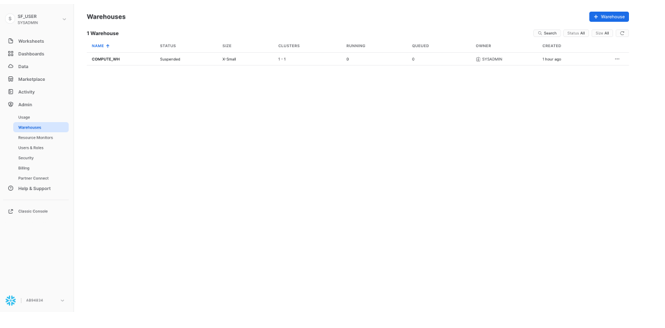 S
SF_USER
SYSADMIN
Worksheets
Dashboards
Data
Marketplace
Activity
Admin
Usage
Warehouses
Resource Monitors
Users & Roles
Security
Billing
Partner Connect
Help & Support
Classic Console
Warehouses
+ Warehouse
1 Warehouse
Search
Status All
Size All
NAME ↑ STATUS SIZE CLUSTERS RUNNING QUEUED OWNER CREATED
COMPUTE_WH Suspended X-Small 1 - 1 0 0 SYSADMIN 1 hour ago ...